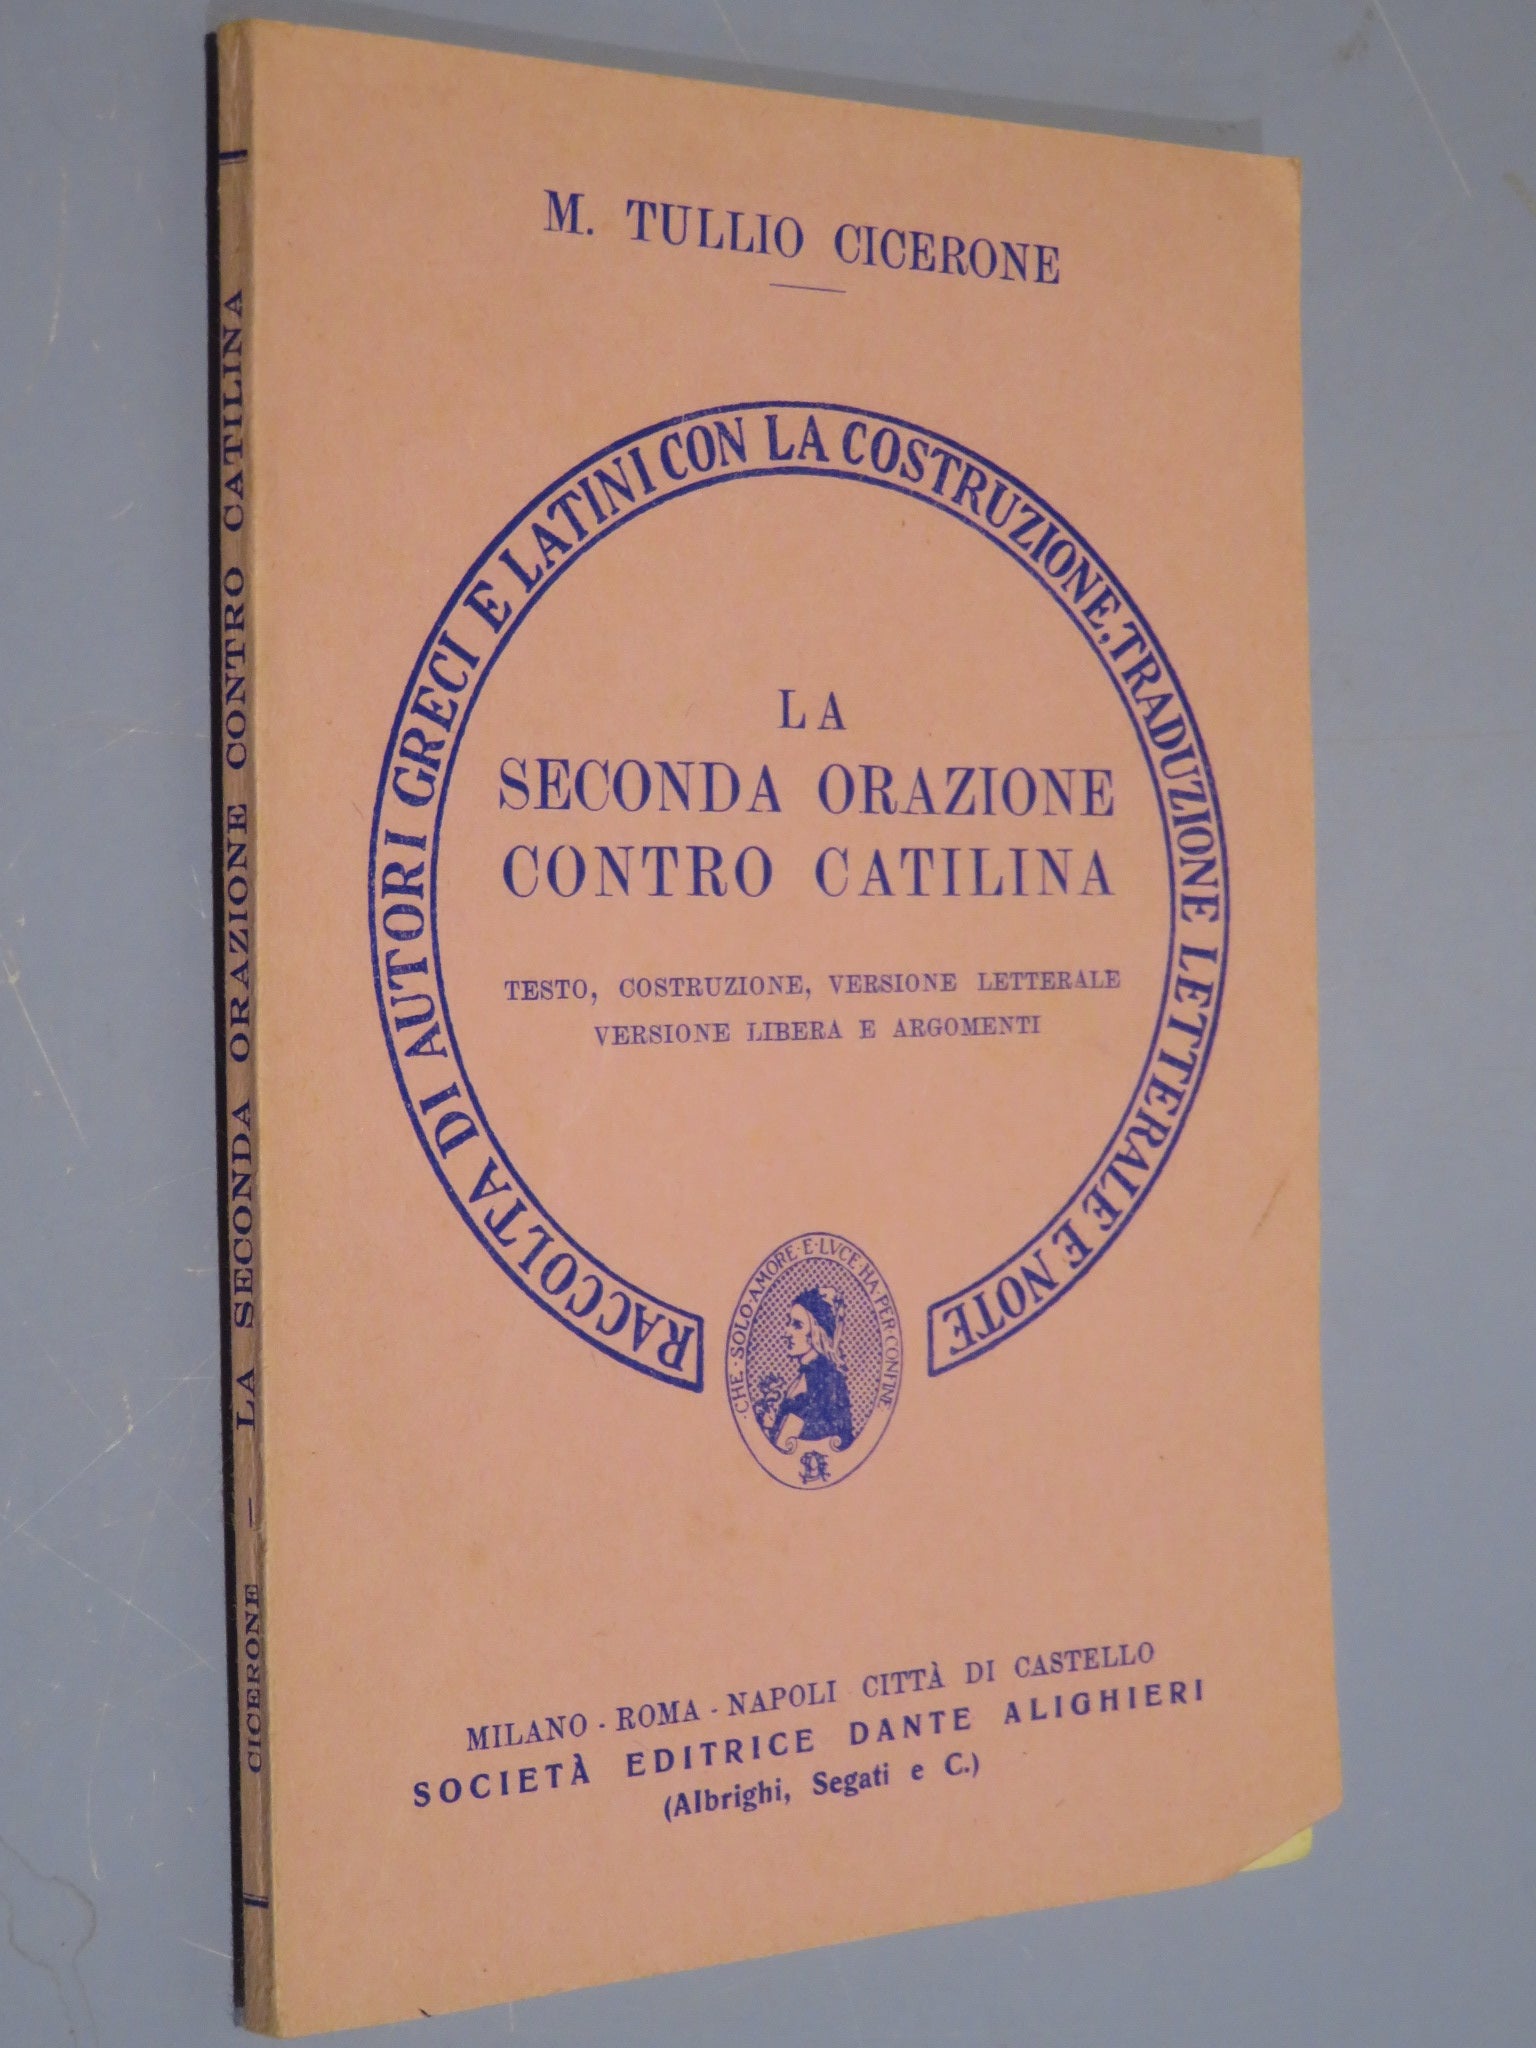 M. TULLIO CICERONE
RACCOLTA DI AUTORI GRECI E LATINI CON LA COSTRUZIONE, TRADUZIONE LETTERALE E NOTE
LA
SECONDA ORAZIONE
CONTRO CATILINA
TESTO, COSTRUZIONE, VERSIONE LETTERALE
VERSIONE LIBERA E ARGOMENTI
·CHE·SOLO·AMORE·E·LVCE·HA·PER·CONFINE·
MILANO - ROMA - NAPOLI CITTÀ DI CASTELLO
SOCIETÀ EDITRICE DANTE ALIGHIERI
(Albrighi, Segati e C.)
CICERONE — LA SECONDA ORAZIONE CONTRO CATILINA